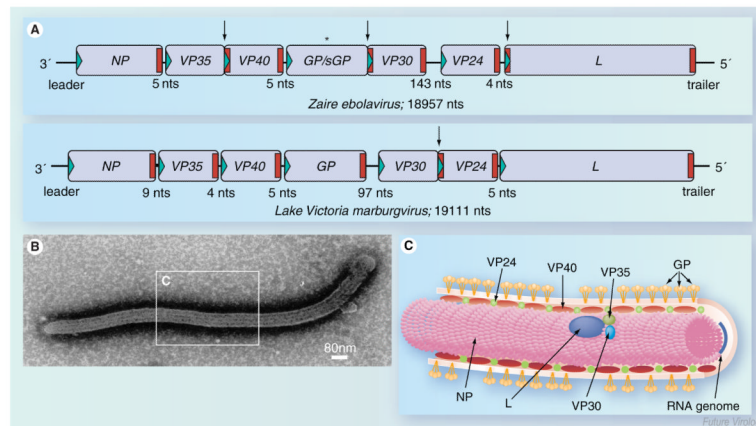 A
*
3´ NP VP35 VP40 GP/sGP VP30 VP24 L 5´
leader 5 nts 5 nts 143 nts 4 nts trailer
Zaire ebolavirus; 18957 nts
3´ NP VP35 VP40 GP VP30 VP24 L 5´
leader 9 nts 4 nts 5 nts 97 nts 5 nts trailer
Lake Victoria marburgvirus; 19111 nts
B
C
80nm
C
GP
VP24 VP40 VP35
NP L VP30 RNA genome